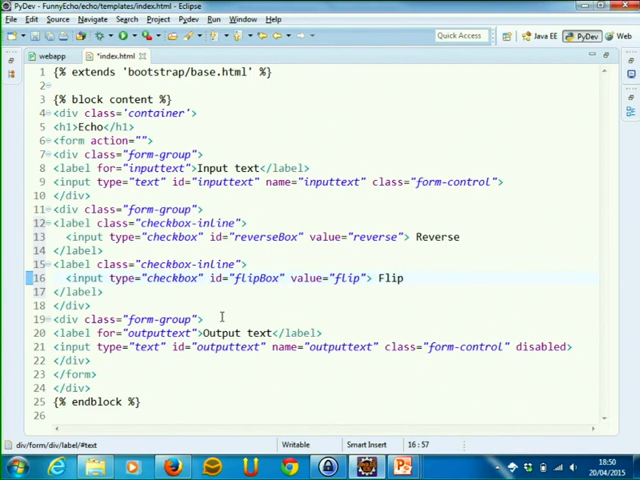 PyDev - FunnyEcho/echo/templates/index.html - Eclipse
File Edit Source Navigate Search Project PyDev Run Window Help
Quick Access Java EE PyDev Web
webapp *index.html
1 {% extends 'bootstrap/base.html' %}
2
3 {% block content %}
4 <div class='container'>
5 <h1>Echo</h1>
6 <form action="">
7 <div class="form-group">
8 <label for="inputtext">Input text</label>
9 <input type="text" id="inputtext" name="inputtext" class="form-control">
10 </div>
11 <div class="form-group">
12 <label class="checkbox-inline">
13 <input type="checkbox" id="reverseBox" value="reverse"> Reverse
14 </label>
15 <label class="checkbox-inline">
16 <input type="checkbox" id="flipBox" value="flip"> Flip
17 </label>
18 </div>
19 <div class="form-group">
20 <label for="outputtext">Output text</label>
21 <input type="text" id="outputtext" name="outputtext" class="form-control" disabled>
22 </div>
23 </form>
24 </div>
25 {% endblock %}
26
div/form/div/label/#text Writable Smart Insert 16 : 57
18:50
20/04/2015